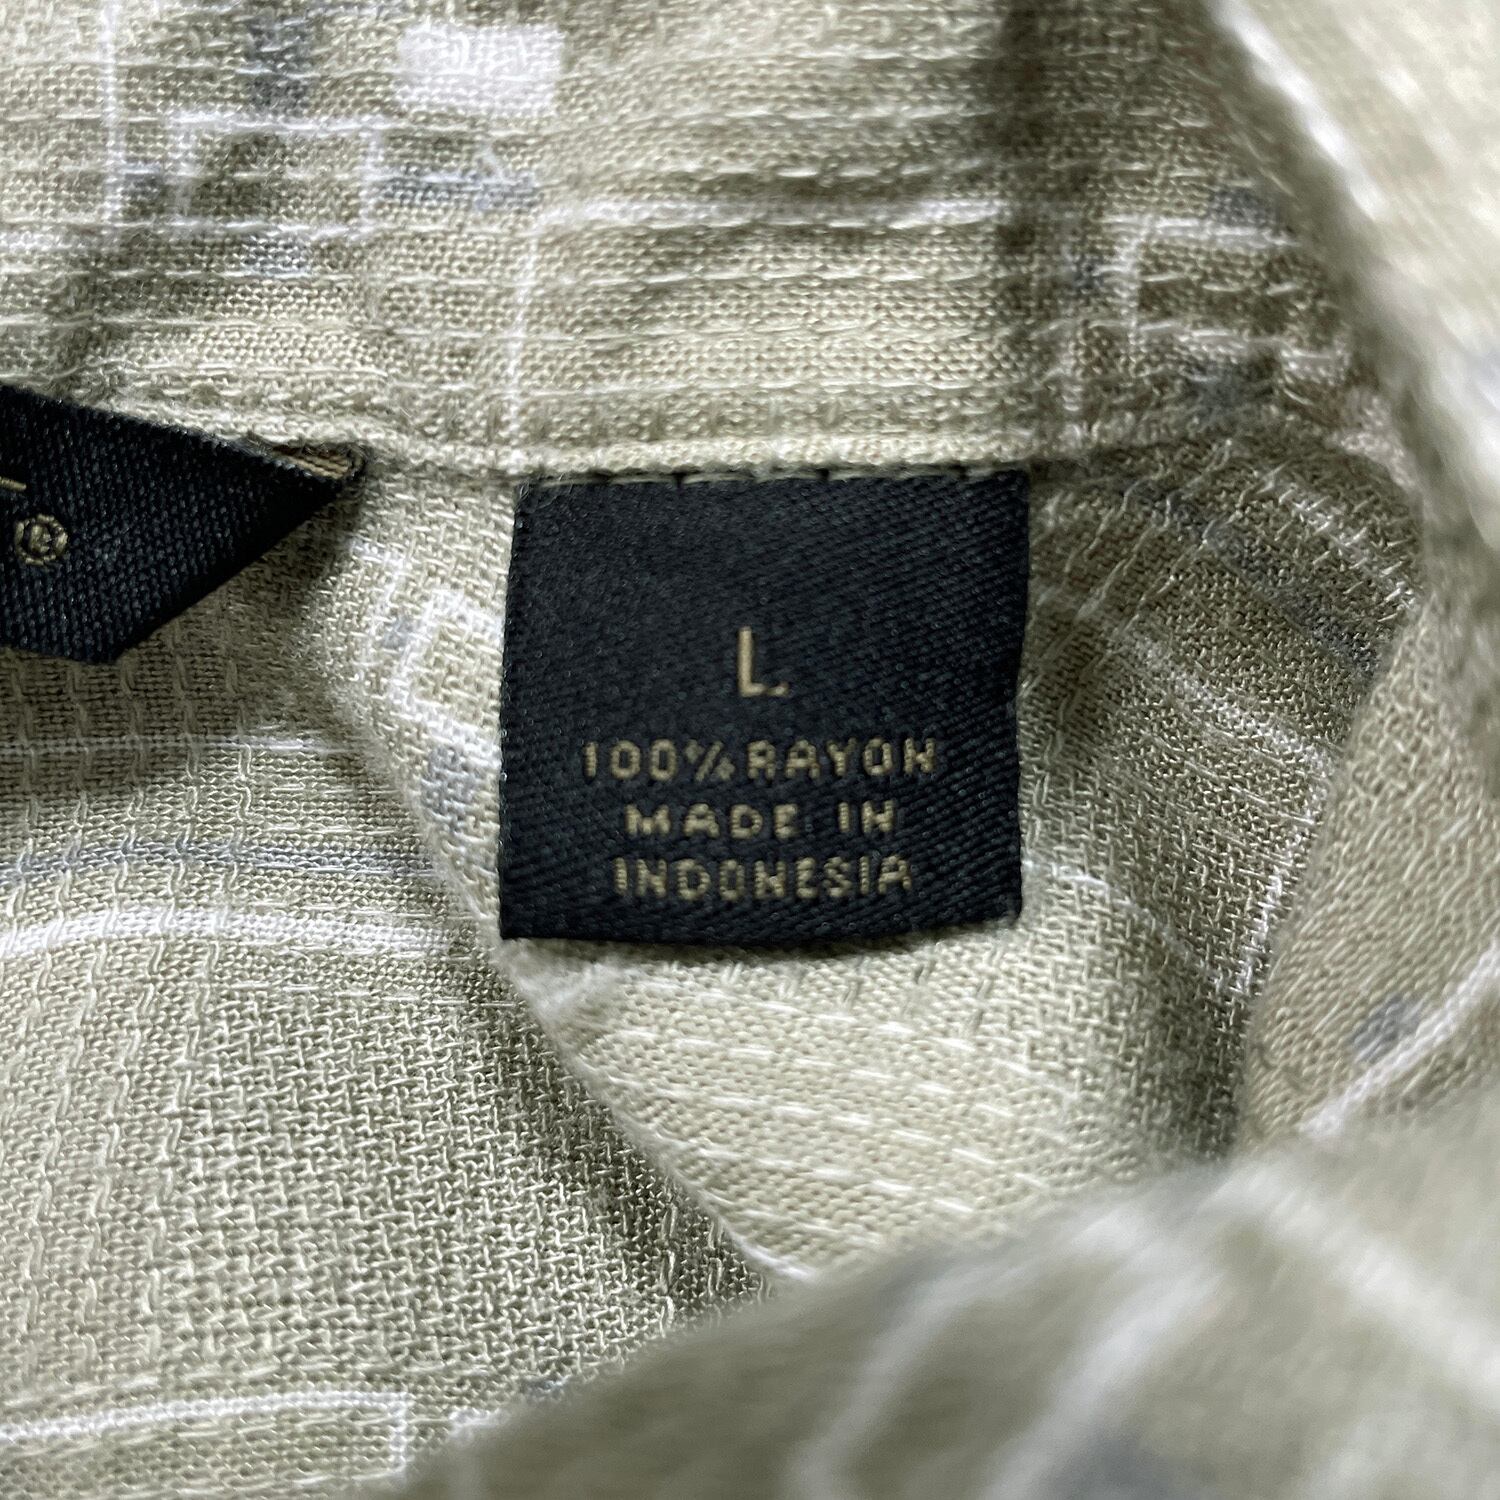 ®
L
100% RAYON
MADE IN
INDONESIA